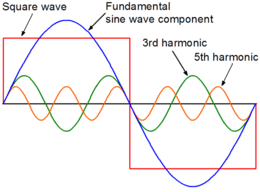 Square wave
Fundamental
sine wave component
3rd harmonic
5th harmonic